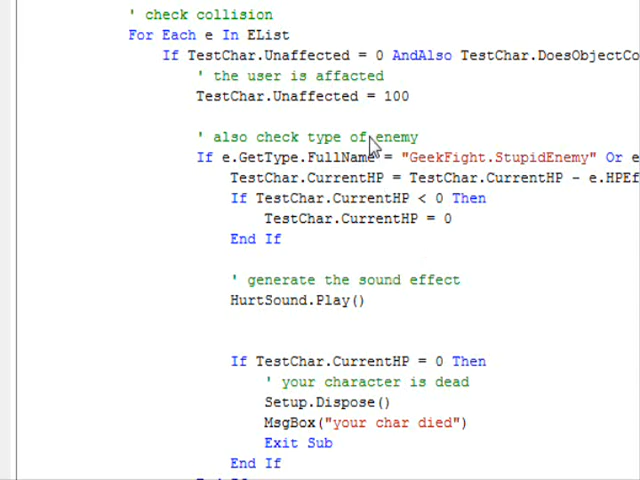 ' check collision
For Each e In EList
If TestChar.Unaffected = 0 AndAlso TestChar.DoesObjectCo
' the user is affacted
TestChar.Unaffected = 100
' also check type of enemy
If e.GetType.FullName = "GeekFight.StupidEnemy" Or e
TestChar.CurrentHP = TestChar.CurrentHP - e.HPEf
If TestChar.CurrentHP < 0 Then
TestChar.CurrentHP = 0
End If
' generate the sound effect
HurtSound.Play()
If TestChar.CurrentHP = 0 Then
' your character is dead
Setup.Dispose()
MsgBox("your char died")
Exit Sub
End If